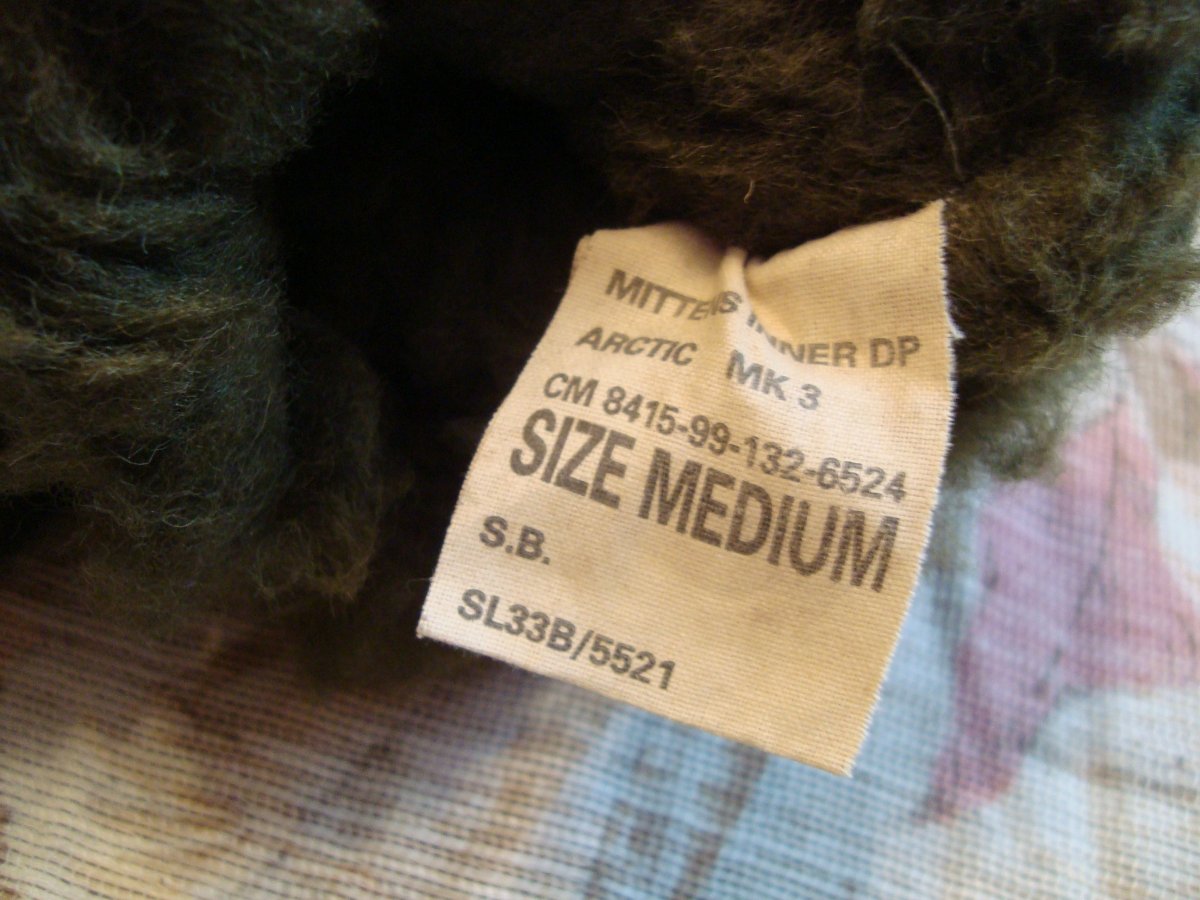 MITTENS INNER DP
ARCTIC MK 3
CM 8415-99-132-6524
SIZE MEDIUM
S.B.
SL33B/5521